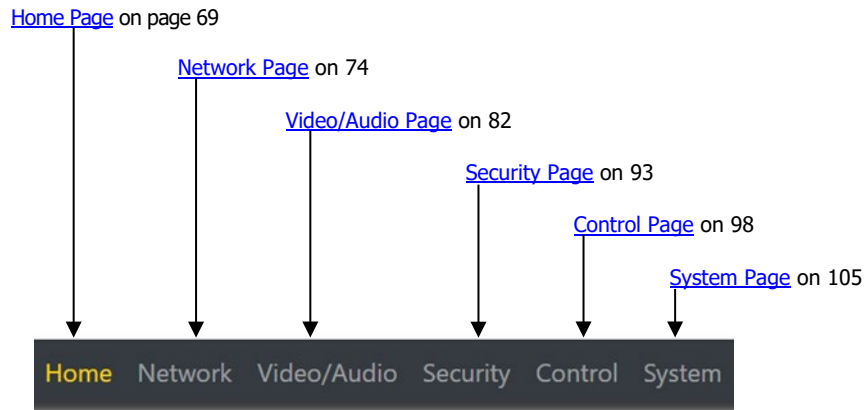 Home Page on page 69
Network Page on 74
Video/Audio Page on 82
Security Page on 93
Control Page on 98
System Page on 105
Home Network Video/Audio Security Control System